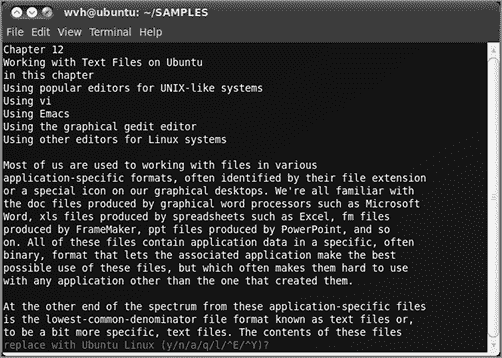 wvh@ubuntu: ~/SAMPLES
File Edit View Terminal Help
Chapter 12
Working with Text Files on Ubuntu
in this chapter
Using popular editors for UNIX-like systems
Using vi
Using Emacs
Using the graphical gedit editor
Using other editors for Linux systems

Most of us are used to working with files in various
application-specific formats, often identified by their file extension
or a special icon on our graphical desktops. We're all familiar with
the doc files produced by graphical word processors such as Microsoft
Word, xls files produced by spreadsheets such as Excel, fm files
produced by FrameMaker, ppt files produced by PowerPoint, and so
on. All of these files contain application data in a specific, often
binary, format that lets the associated application make the best
possible use of these files, but which often makes them hard to use
with any application other than the one that created them.

At the other end of the spectrum from these application-specific files
is the lowest-common-denominator file format known as text files or,
to be a bit more specific, text files. The contents of these files
replace with Ubuntu Linux (y/n/a/q/l/^E/^Y)?